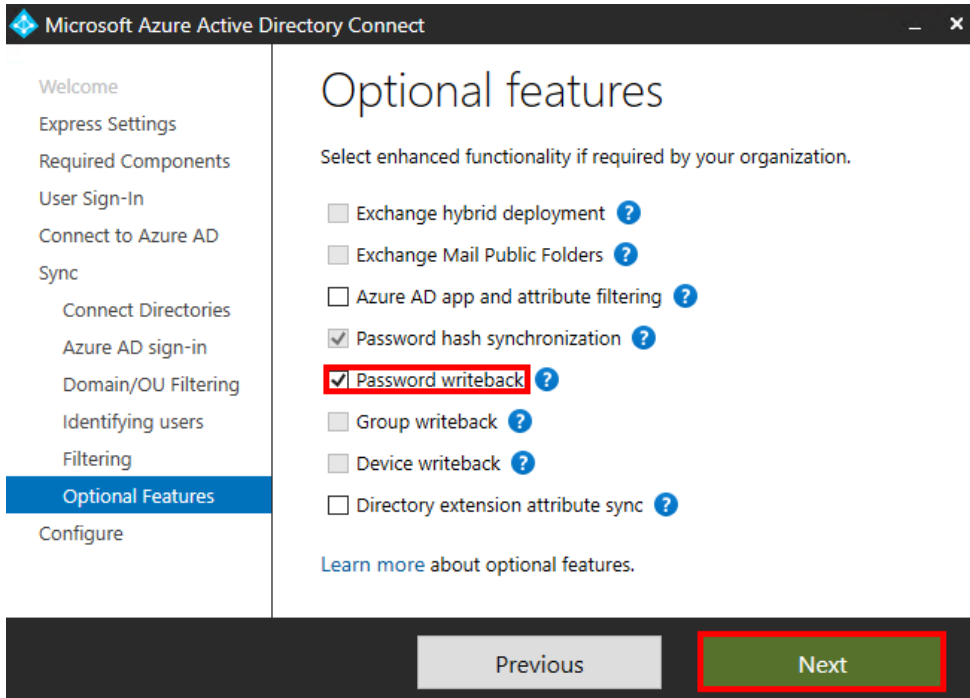 Microsoft Azure Active Directory Connect
Welcome
Express Settings
Required Components
User Sign-In
Connect to Azure AD
Sync
Connect Directories
Azure AD sign-in
Domain/OU Filtering
Identifying users
Filtering
Optional Features
Configure
Optional features
Select enhanced functionality if required by your organization.
Exchange hybrid deployment ?
Exchange Mail Public Folders ?
Azure AD app and attribute filtering ?
Password hash synchronization ?
Password writeback ?
Group writeback ?
Device writeback ?
Directory extension attribute sync ?
Learn more about optional features.
Previous
Next